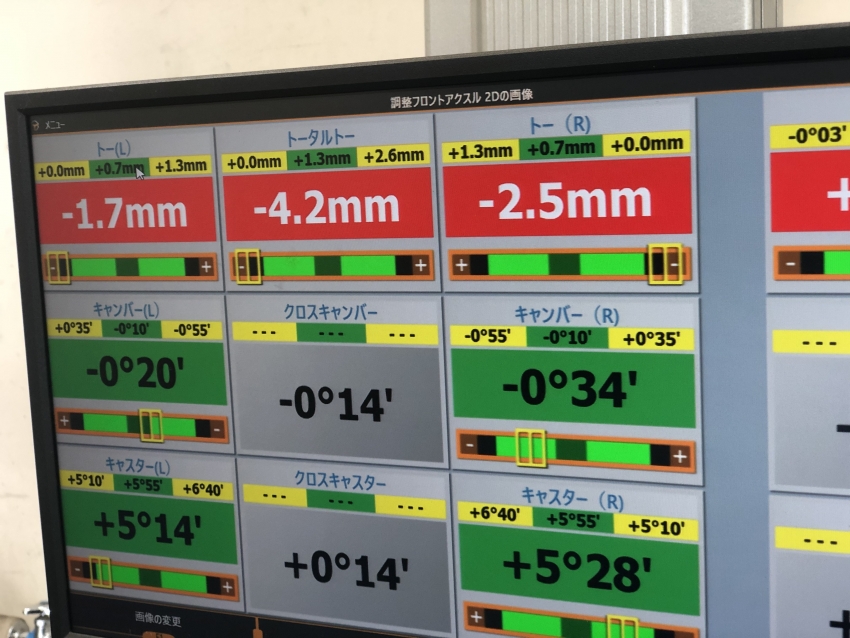 調整フロントアクスル 2Dの画像
メニュー
トー(L)
+0.0mm +0.7mm +1.3mm
-1.7mm
- +
トータルトー
+0.0mm +1.3mm +2.6mm
-4.2mm
- +
トー (R)
+1.3mm +0.7mm +0.0mm
-2.5mm
+ -
-0°03'
+
-
キャンバー(L)
+0°35' -0°10' -0°55'
-0°20'
+ -
クロスキャンバー
--- --- ---
-0°14'
キャンバー (R)
-0°55' -0°10' +0°35'
-0°34'
- +
---
-
キャスター(L)
+5°10' +5°55' +6°40'
+5°14'
- +
クロスキャスター
--- --- ---
+0°14'
キャスター (R)
+6°40' +5°55' +5°10'
+5°28'
+
---
画像の変更